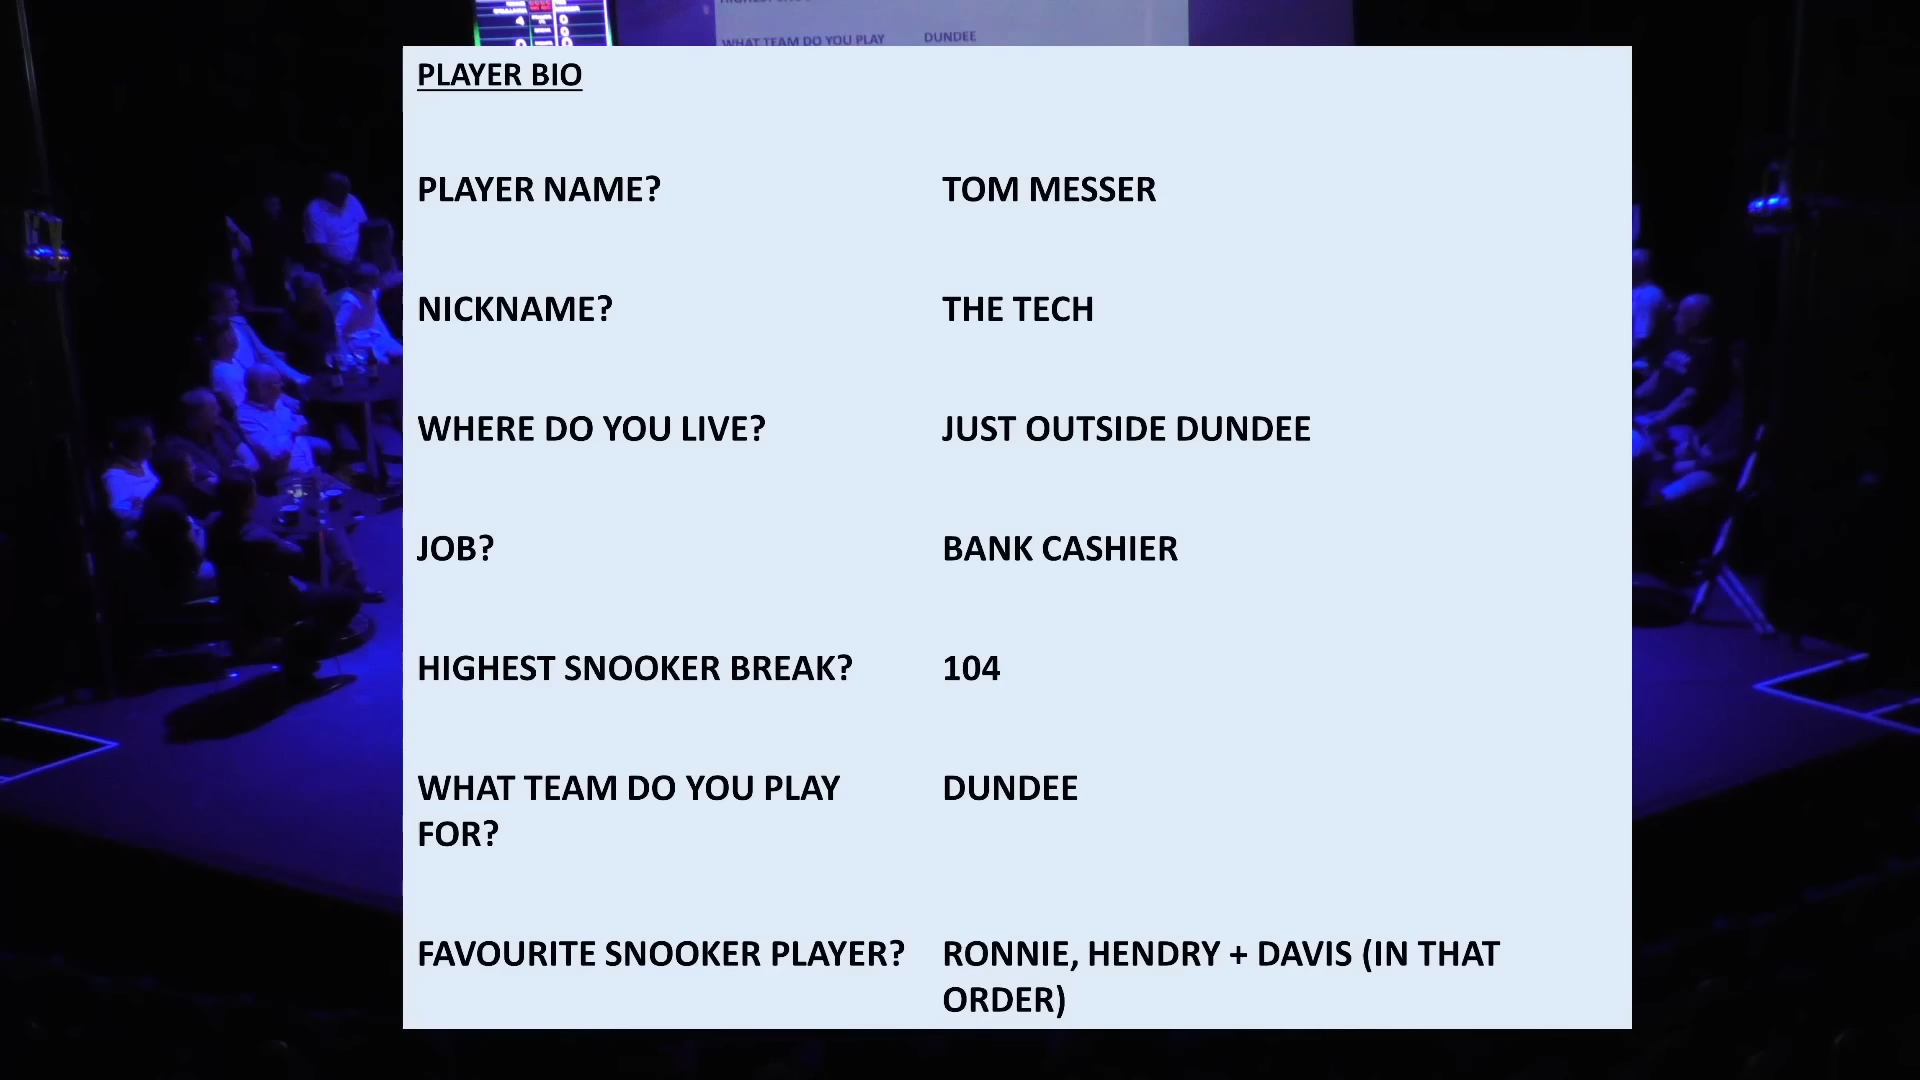 WHAT TEAM DO YOU PLAY DUNDEE
PLAYER BIO
PLAYER NAME? TOM MESSER
NICKNAME? THE TECH
WHERE DO YOU LIVE? JUST OUTSIDE DUNDEE
JOB? BANK CASHIER
HIGHEST SNOOKER BREAK? 104
WHAT TEAM DO YOU PLAY
FOR?
DUNDEE
FAVOURITE SNOOKER PLAYER?
RONNIE, HENDRY + DAVIS (IN THAT
ORDER)